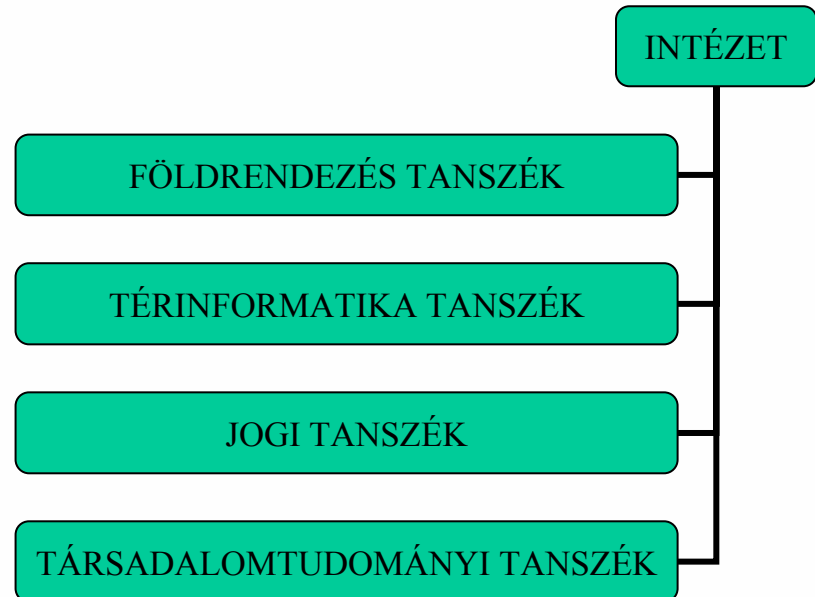 INTÉZET
FÖLDRENDEZÉS TANSZÉK
TÉRINFORMATIKA TANSZÉK
JOGI TANSZÉK
TÁRSADALOMTUDOMÁNYI TANSZÉK